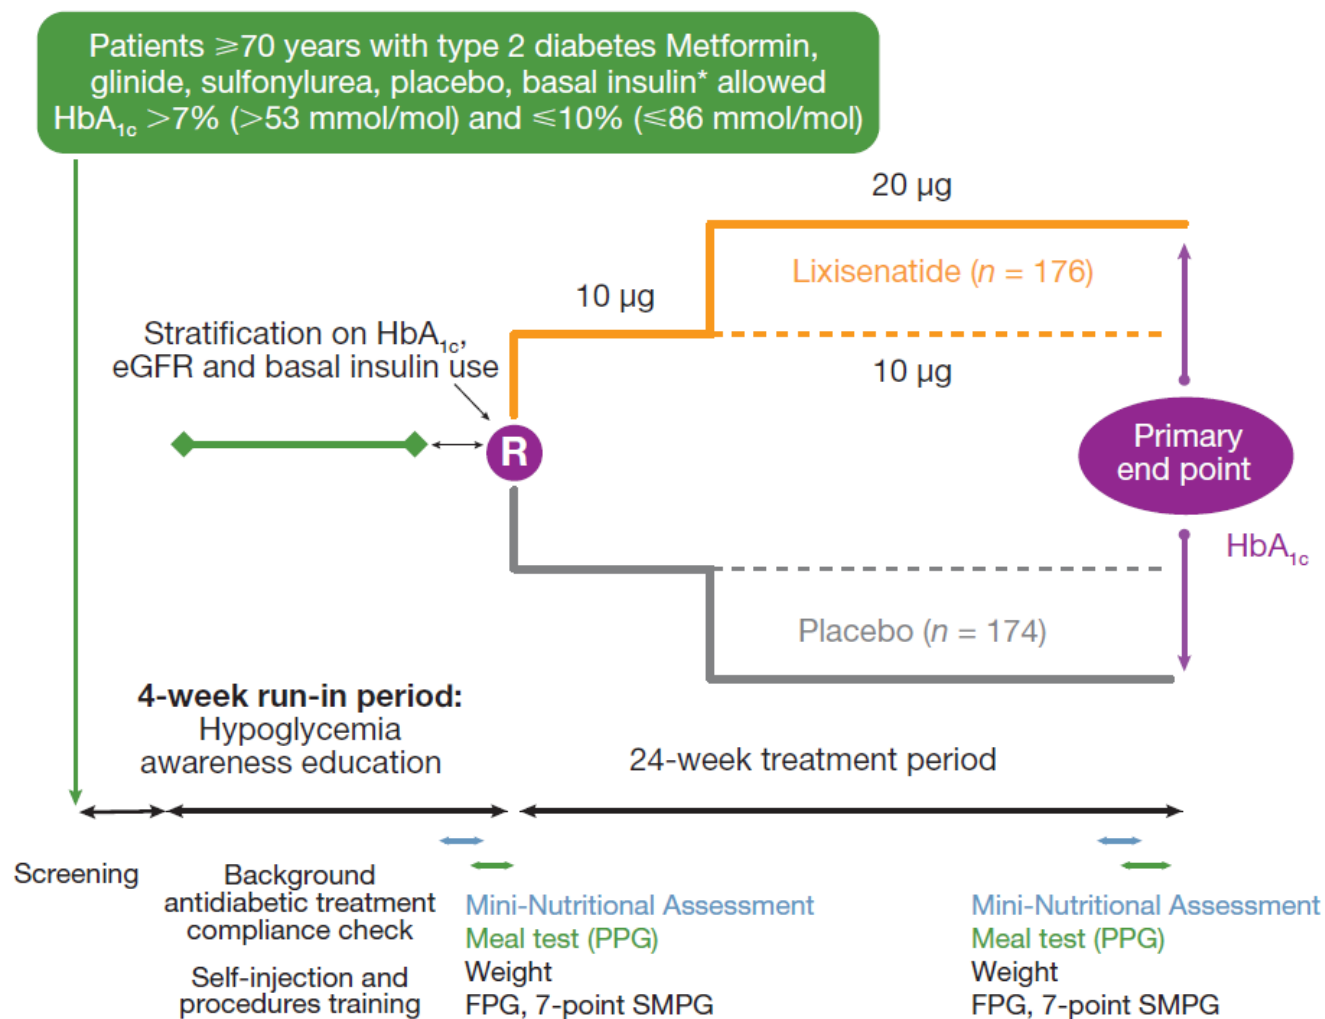 Patients ⩾70 years with type 2 diabetes Metformin,
glinide, sulfonylurea, placebo, basal insulin* allowed
HbA1c >7% (>53 mmol/mol) and ⩽10% (⩽86 mmol/mol)
20 µg
Lixisenatide (n = 176)
10 µg
Stratification on HbA1c,
eGFR and basal insulin use
10 µg
R
Primary
end point
HbA1c
Placebo (n = 174)
4-week run-in period:
Hypoglycemia
awareness education
24-week treatment period
Screening
Background
antidiabetic treatment
compliance check
Self-injection and
procedures training
Mini-Nutritional Assessment
Meal test (PPG)
Weight
FPG, 7-point SMPG
Mini-Nutritional Assessment
Meal test (PPG)
Weight
FPG, 7-point SMPG